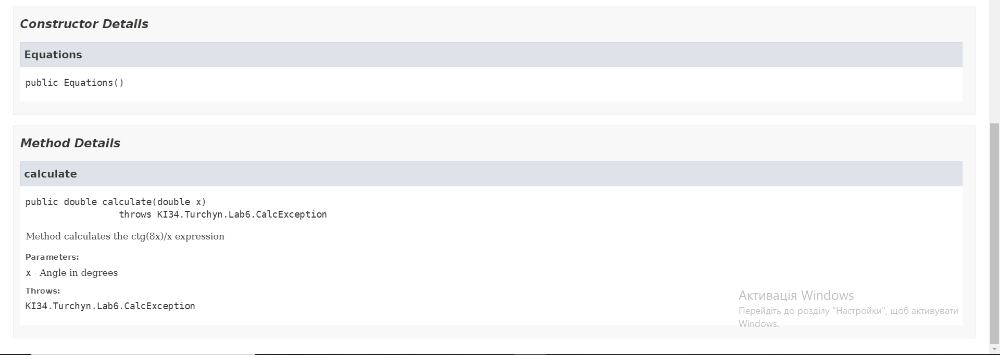 Constructor Details
Equations
public Equations()
Method Details
calculate
public double calculate(double x)
throws KI34.Turchyn.Lab6.CalcException
Method calculates the ctg(8x)/x expression
Parameters:
x - Angle in degrees
Throws:
KI34.Turchyn.Lab6.CalcException
Активація Windows
Перейдіть до розділу "Настройки", щоб активувати
Windows.